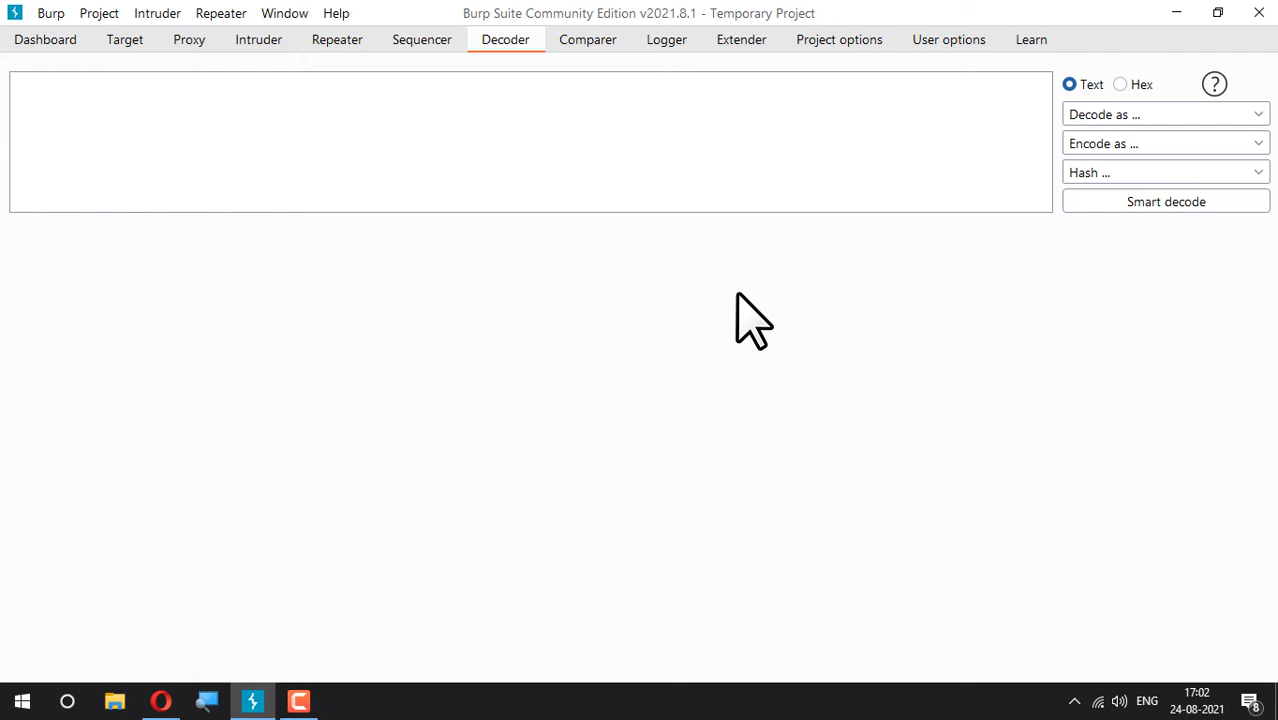 Burp Project Intruder Repeater Window Help Burp Suite Community Edition v2021.8.1 - Temporary Project
Dashboard Target Proxy Intruder Repeater Sequencer Decoder Comparer Logger Extender Project options User options Learn
Text Hex ?
Decode as ...
Encode as ...
Hash ...
Smart decode
ENG
17:02
24-08-2021
8